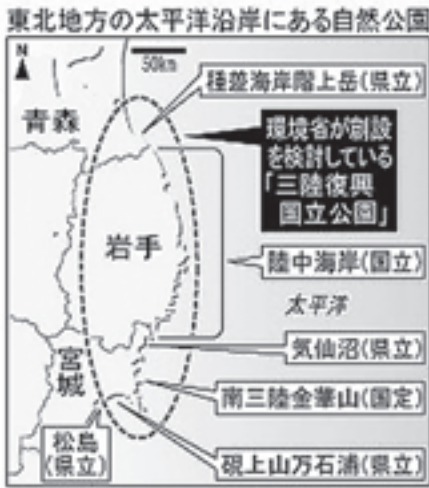 東北地方の太平洋沿岸にある自然公園
N
50km
種差海岸階上岳(県立)
青森
環境省が創設
を検討している
「三陸復興
国立公園」
岩手
陸中海岸(国立)
太平洋
気仙沼(県立)
宮城
南三陸金華山(国定)
松島
(県立)
硯上山万石浦(県立)